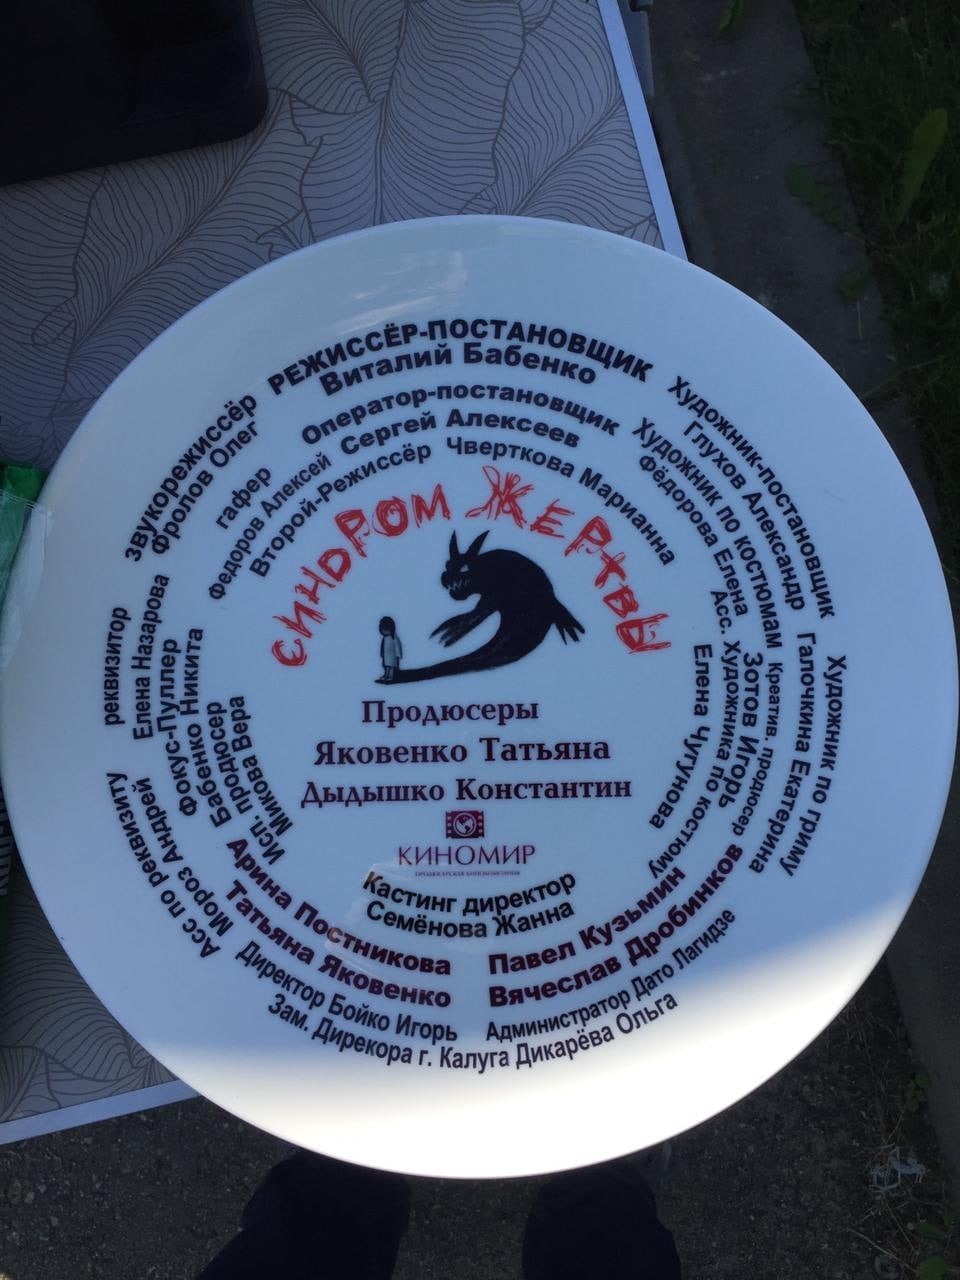 РЕЖИССЁР-ПОСТАНОВЩИК
Виталий Бабенко
Оператор-постановщик
Сергей Алексеев
Второй-Режиссёр Чверткова Марианна
звукорежиссёр
Фролов Олег
гафер
Федоров Алексей
Художник-постановщик
Глухов Александр
Художник по костюмам
Фёдорова Елена
Асс. Художника по костюму
Елена Чугунова
Креатив. продюсер
Зотов Игорь
Художник по гриму
Галочкина Екатерина
реквизитор
Елена Назарова
Фокус-Пуллер
Бабенко Никита
Исп. продюсер
Микова Вера
Асс по реквизиту
Мороз Андрей
СИНДРОМ ЖЕРТВЫ
Продюсеры
Яковенко Татьяна
Дыдышко Константин
КИНОМИР
ПРОДЮСЕРСКАЯ КИНОКОМПАНИЯ
Кастинг директор
Семёнова Жанна
Арина Постникова
Татьяна Яковенко
Павел Кузьмин
Вячеслав Дробинков
Директор Бойко Игорь
Администратор Дато Лагидзе
Зам. Дирекора г. Калуга Дикарёва Ольга